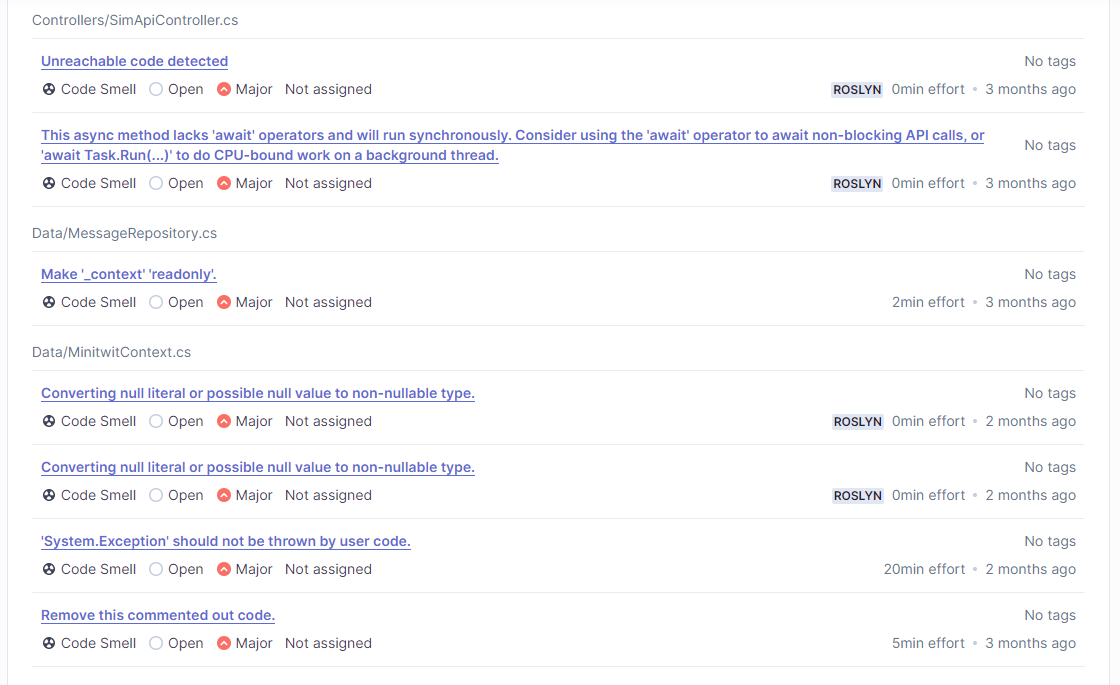 Controllers/SimApiController.cs
Unreachable code detected
No tags
Code Smell Open Major Not assigned
ROSLYN 0min effort • 3 months ago
This async method lacks 'await' operators and will run synchronously. Consider using the 'await' operator to await non-blocking API calls, or
'await Task.Run(...)' to do CPU-bound work on a background thread.
No tags
Code Smell Open Major Not assigned
ROSLYN 0min effort • 3 months ago
Data/MessageRepository.cs
Make '_context' 'readonly'.
No tags
Code Smell Open Major Not assigned
2min effort • 3 months ago
Data/MinitwitContext.cs
Converting null literal or possible null value to non-nullable type.
No tags
Code Smell Open Major Not assigned
ROSLYN 0min effort • 2 months ago
Converting null literal or possible null value to non-nullable type.
No tags
Code Smell Open Major Not assigned
ROSLYN 0min effort • 2 months ago
'System.Exception' should not be thrown by user code.
No tags
Code Smell Open Major Not assigned
20min effort • 2 months ago
Remove this commented out code.
No tags
Code Smell Open Major Not assigned
5min effort • 3 months ago